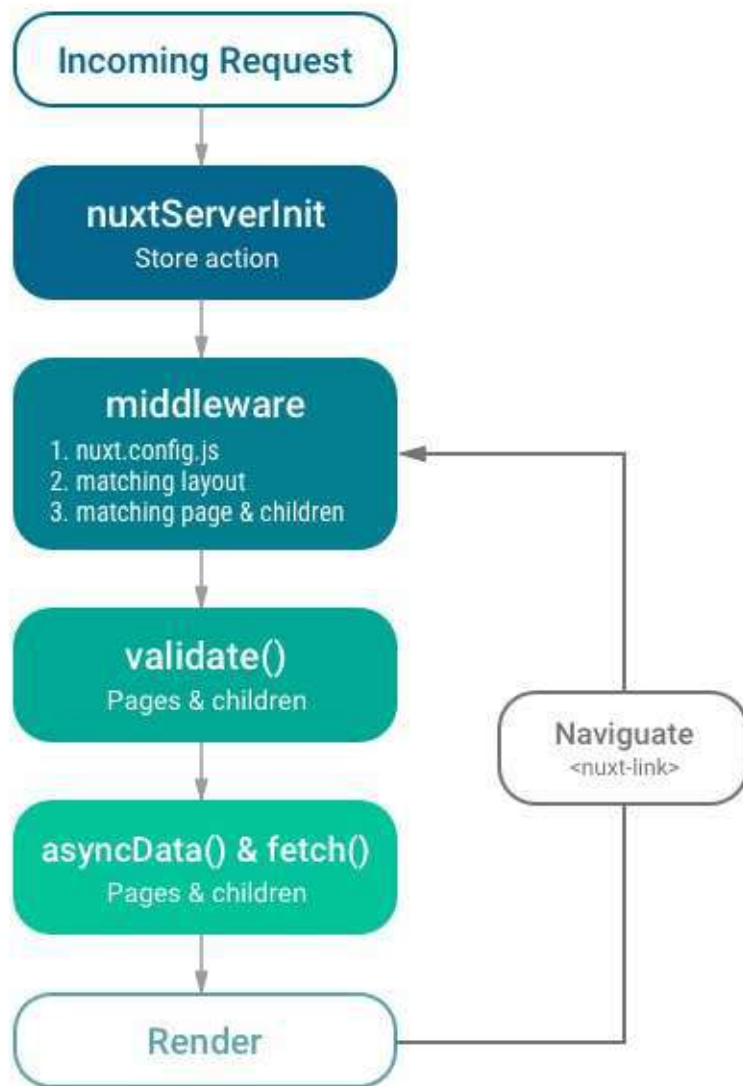 Incoming Request
nuxtServerInit
Store action
middleware
1. nuxt.config.js
2. matching layout
3. matching page & children
validate()
Pages & children
Naviguate
<nuxt-link>
asyncData() & fetch()
Pages & children
Render